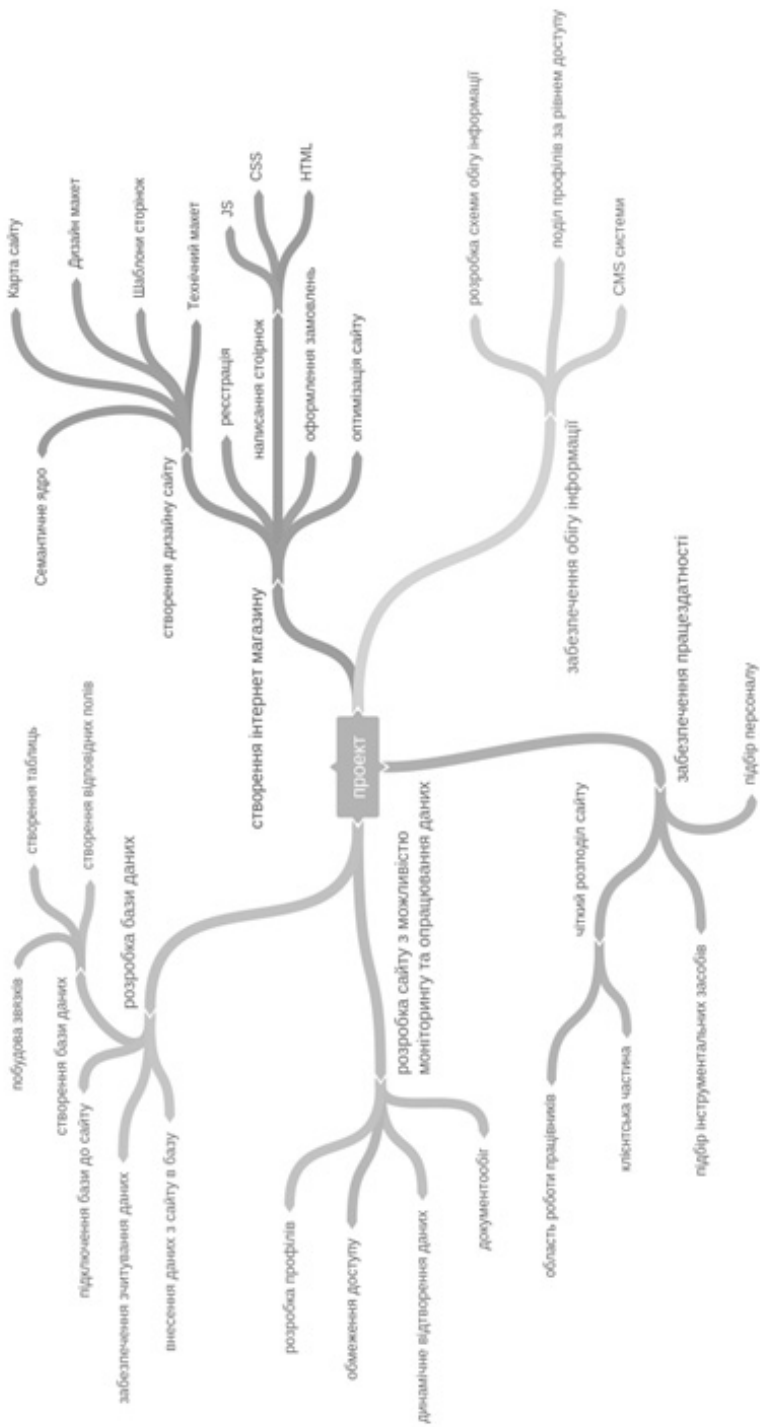 проект
створення інтернет магазину
створення дизайну сайту
Семантичне ядро
Карта сайту
Дизайн макет
Шаблони сторінок
Технічний макет
реєстрація
написання стоірнок
JS
CSS
HTML
оформлення замовлень
оптимізація сайту
забезпечення обігу інформації
розробка схеми обігу інформації
поділ профілів за рівнем доступу
CMS системи
забезпечення працездатності
чіткий розподіл сайту
область роботи працівників
клієнтська частина
підбір інструментальних засобів
підбір персоналу
розробка сайту з можливістю
моніторингу та опрацювання даних
розробка профілів
обмеження доступу
динамічне відтворення даних
документообіг
розробка бази даних
створення бази даних
побудова звязків
створення таблиць
створення відповідних полів
підключення бази до сайту
забезпечення зчитування даних
внесення даних з сайту в базу